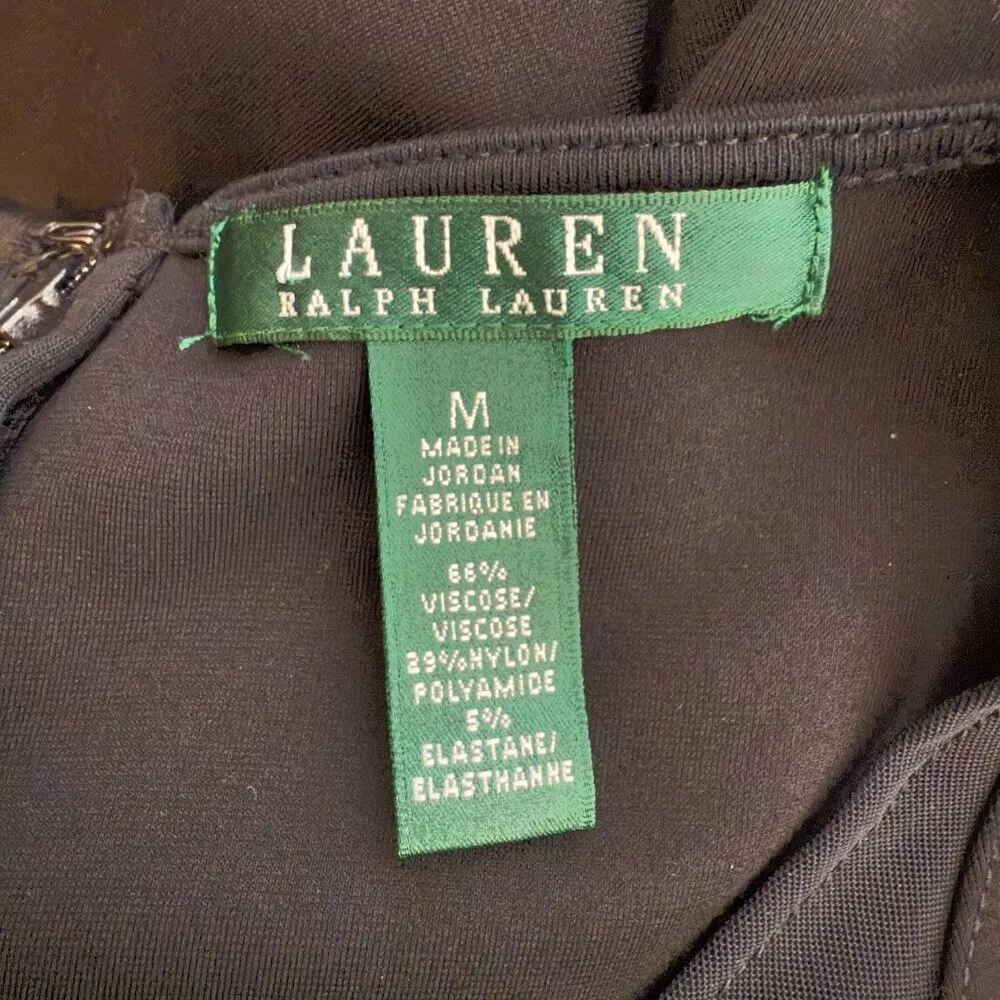 LAUREN
RALPH LAUREN
M
MADE IN
JORDAN
FABRIQUE EN
JORDANIE
66%
VISCOSE/
VISCOSE
29%NYLON/
POLYAMIDE
5%
ELASTANE/
ELASTHANNE